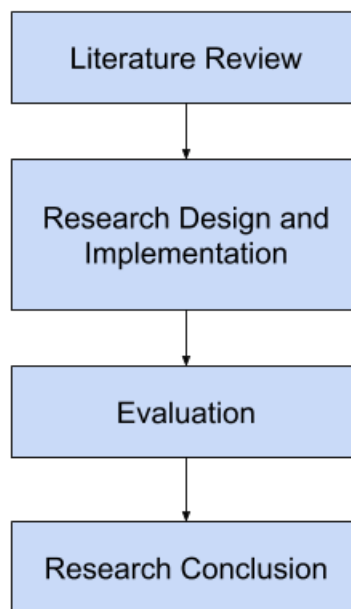 Literature Review
Research Design and
Implementation
Evaluation
Research Conclusion